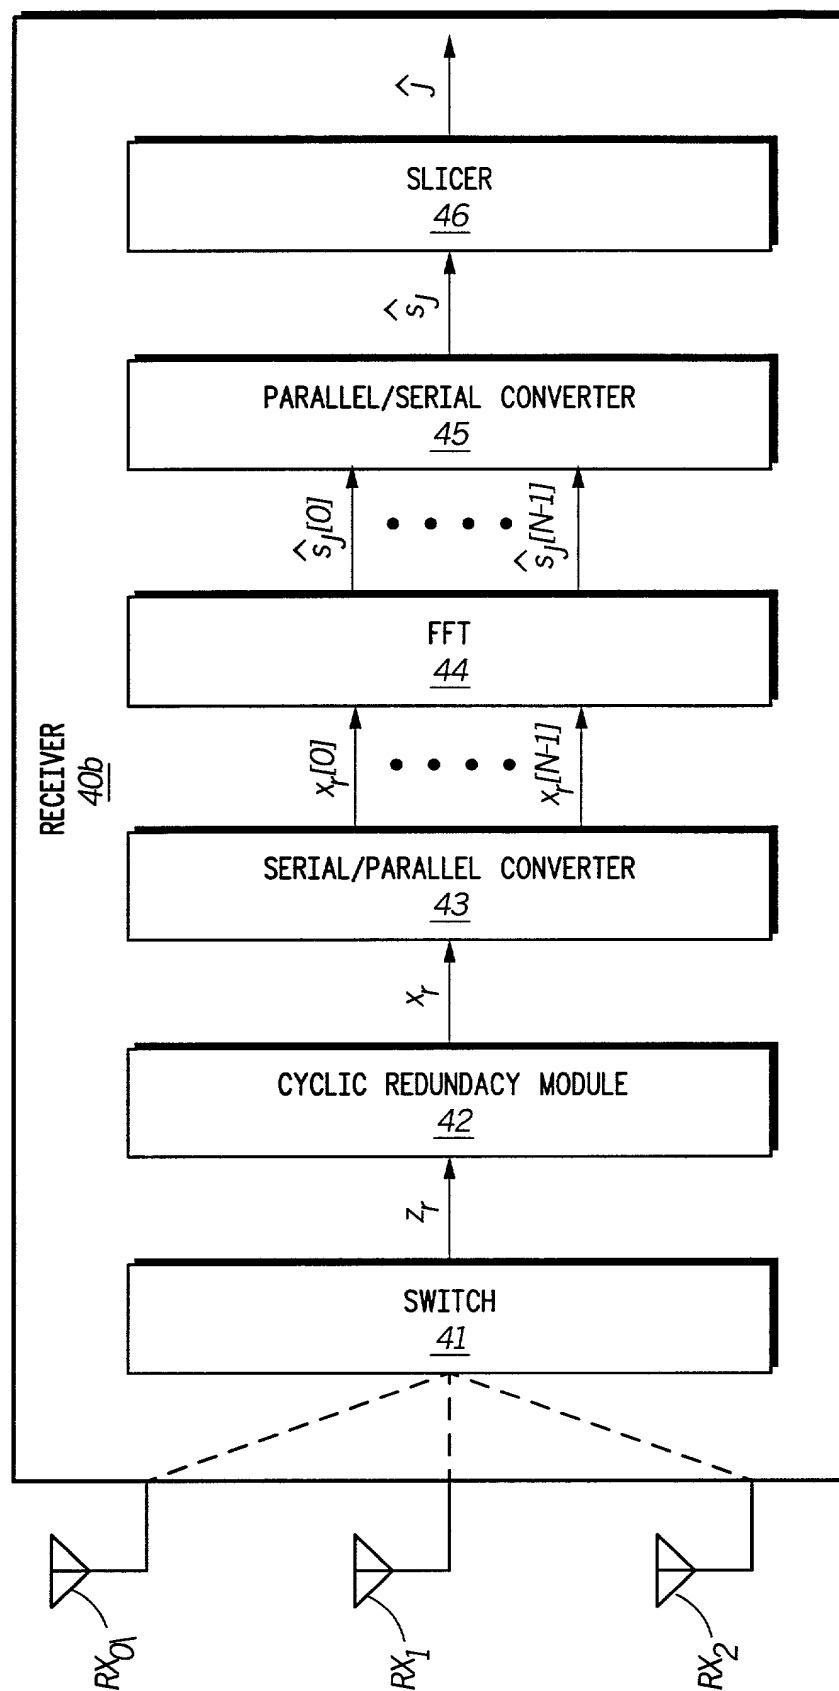 RECEIVER
40b
Ĵ
SLICER
46
ŝJ
PARALLEL/SERIAL CONVERTER
45
ŝJ[0]
ŝJ[N-1]
FFT
44
xr[0]
xr[N-1]
SERIAL/PARALLEL CONVERTER
43
xr
CYCLIC REDUNDACY MODULE
42
zr
SWITCH
41
RX0
RX1
RX2